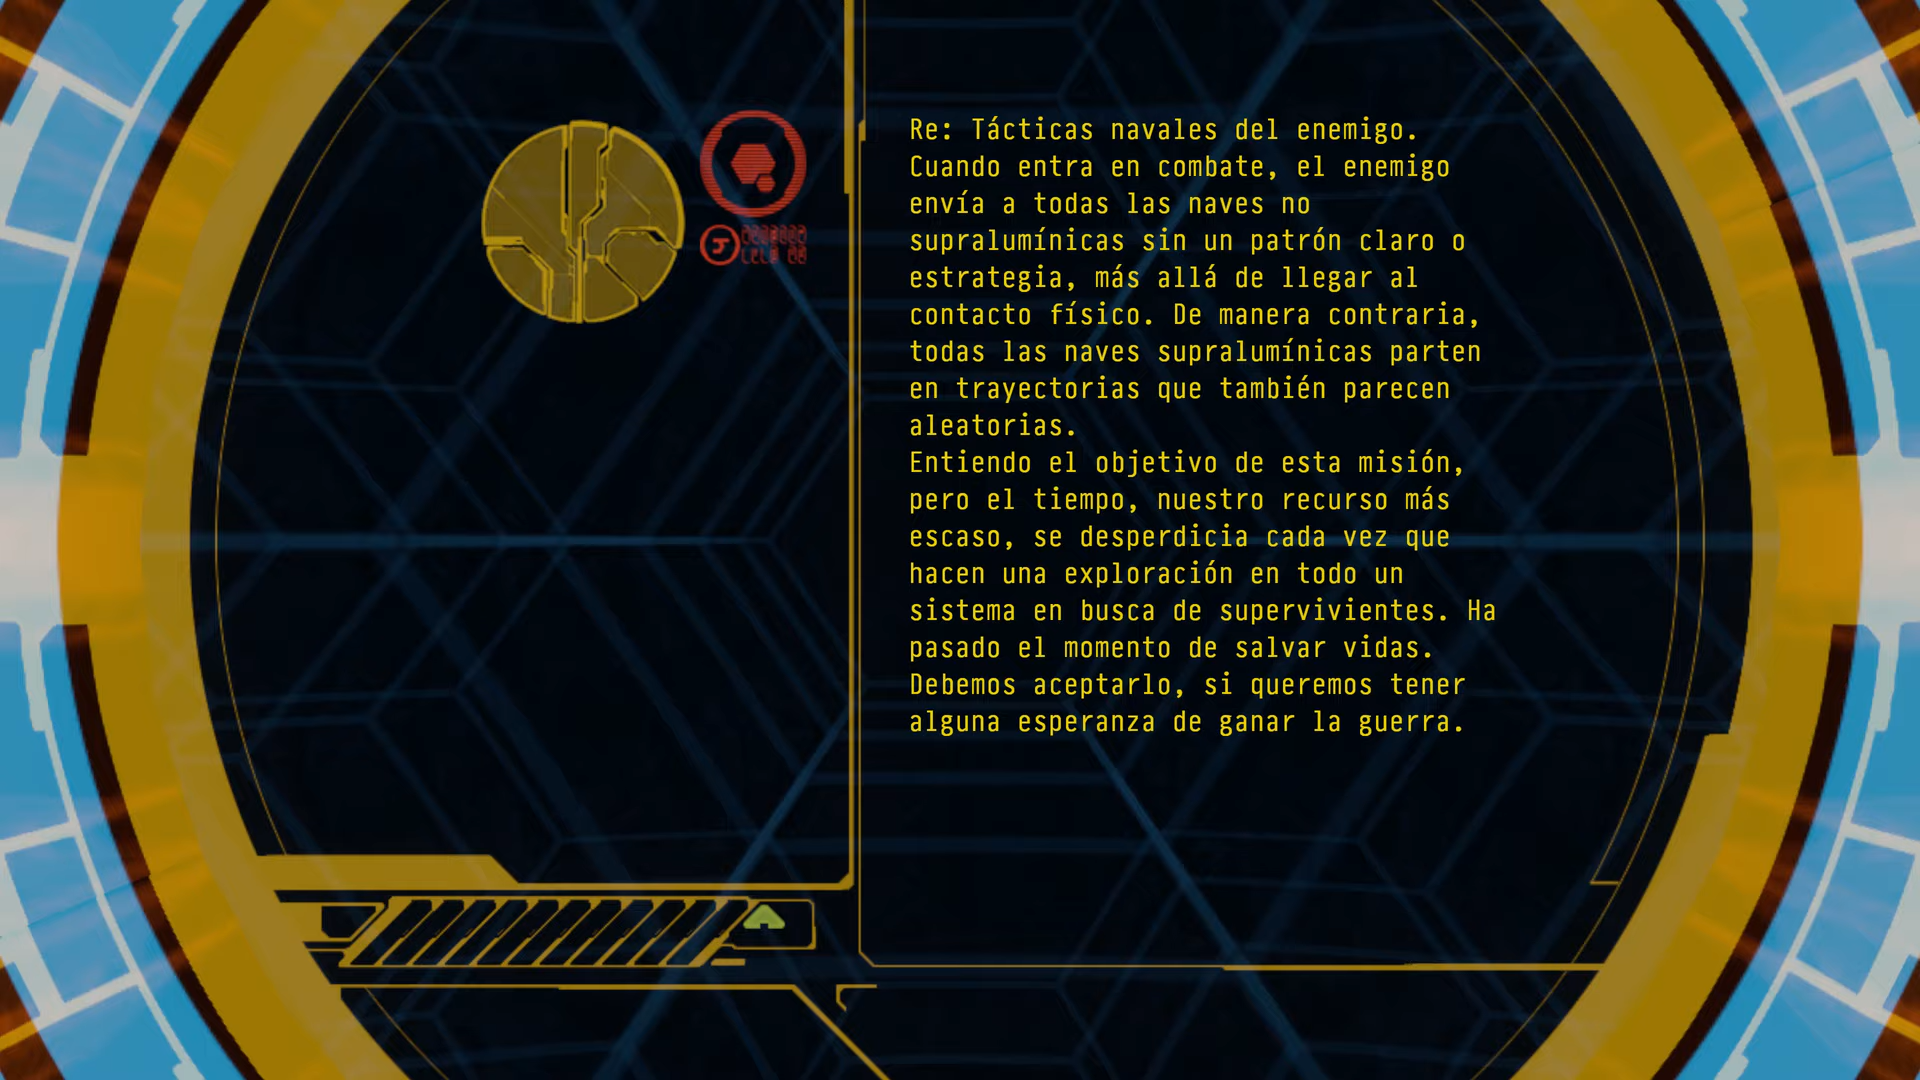 Re: Tácticas navales del enemigo.
Cuando entra en combate, el enemigo
envía a todas las naves no
supralumínicas sin un patrón claro o
estrategia, más allá de llegar al
contacto físico. De manera contraria,
todas las naves supralumínicas parten
en trayectorias que también parecen
aleatorias.
Entiendo el objetivo de esta misión,
pero el tiempo, nuestro recurso más
escaso, se desperdicia cada vez que
hacen una exploración en todo un
sistema en busca de supervivientes. Ha
pasado el momento de salvar vidas.
Debemos aceptarlo, si queremos tener
alguna esperanza de ganar la guerra.